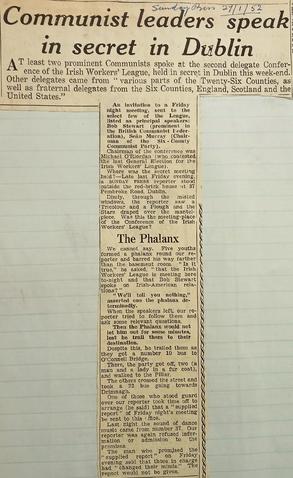 Sunday Press 27/1/52
Communist leaders speak
in secret in Dublin
AT least two prominent Communists spoke at the second delegate Confer-
ence of the Irish Workers' League, held in secret in Dublin this week-end.
Other delegates came from "various parts of the Twenty-Six Counties, as
well as fraternal delegates from the Six Counties, England, Scotland and the
United States."
An invitation to a Friday
night meeting, sent to the
select few of the League,
listed as principal speakers:
Bob Stewart (prominent in
the British Communist Feder-
ation), Seán Murray (Chair-
man of the Six-County
Communist Party).
Chairman of the conference was
Michael O'Riordan (who contested
the last General Election for the
Irish Workers' League).
Where was the secret meeting
held?—Late last Friday evening,
a SUNDAY PRESS reporter stood
outside the red-brick house at 37
Pembroke Road, Dublin.
Dimly, through the misted
windows, the reporter saw a
Tricolour and a Plough and the
Stars draped over the mantel-
piece. Was this the meeting-place
of the Conference of the Irish
Workers' League?
The Phalanx
We cannot say. Five youths
formed a phalanx round our re-
porter and barred his way farther
than the basement room. "Is it
true," he asked, "that the Irish
Workers' League is meeting here
to-night and that Bob Stewart
spoke on Irish-American rela-
tions?"
"We'll tell you nothing,"
asserted one the phalanx de-
terminedly.
When the speakers left, our re-
porter tried to follow them and
ask some relevant questions.
Then the Phalanx would not
let him out for some minutes,
lest he trail them to their
destination.
Despite this, he trailed them as
they got a number 10 bus to
O'Connell Bridge.
There, the party got off, two (a
man and a lady in a fur coat),
and walked to the Pillar.
The others crossed the street and
took a 22 bus going towards
Drimnagh.
One of those who stood guard
over our reporter took time off to
arrange (he said) that a "supplied
report" of Friday night's meeting
be sent to this office.
Last night the sound of dance
music came from number 37. Our
reporter was again refused infor-
mation or admission to the
premises.
The man who promised the
"supplied report" on Friday
evening said that those in charge
had "changed their minds." The
report would not be given.